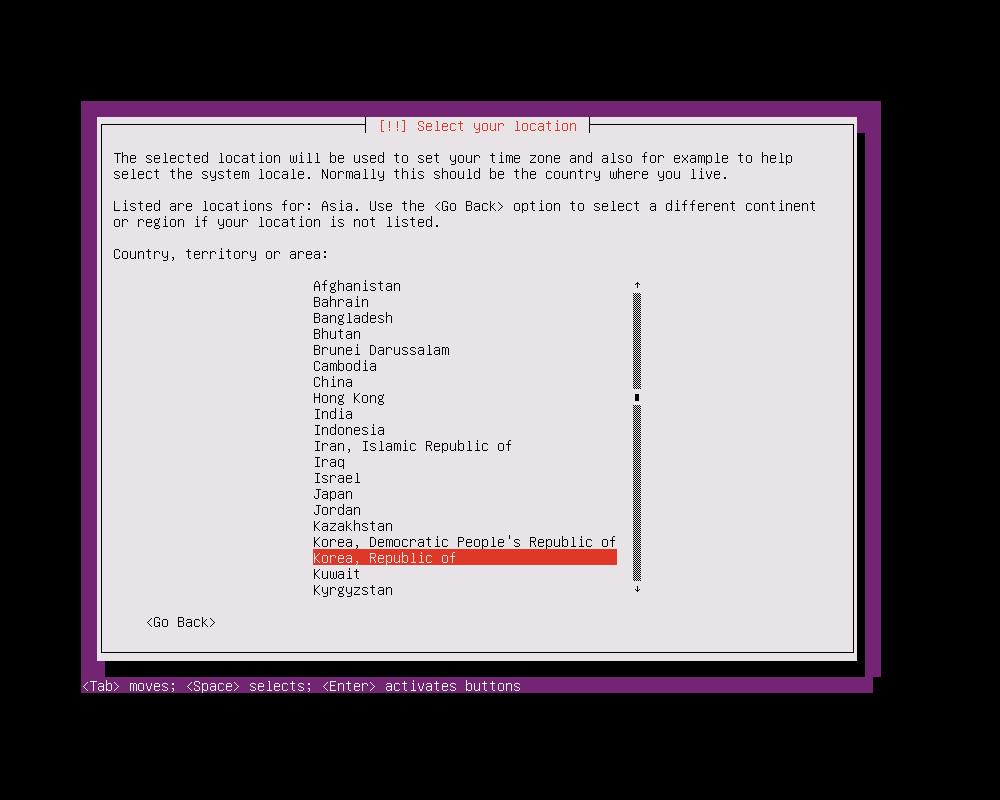 [!!] Select your location
The selected location will be used to set your time zone and also for example to help
select the system locale. Normally this should be the country where you live.
Listed are locations for: Asia. Use the <Go Back> option to select a different continent
or region if your location is not listed.
Country, territory or area:
Afghanistan
Bahrain
Bangladesh
Bhutan
Brunei Darussalam
Cambodia
China
Hong Kong
India
Indonesia
Iran, Islamic Republic of
Iraq
Israel
Japan
Jordan
Kazakhstan
Korea, Democratic People's Republic of
Korea, Republic of
Kuwait
Kyrgyzstan
<Go Back>
<Tab> moves; <Space> selects; <Enter> activates buttons